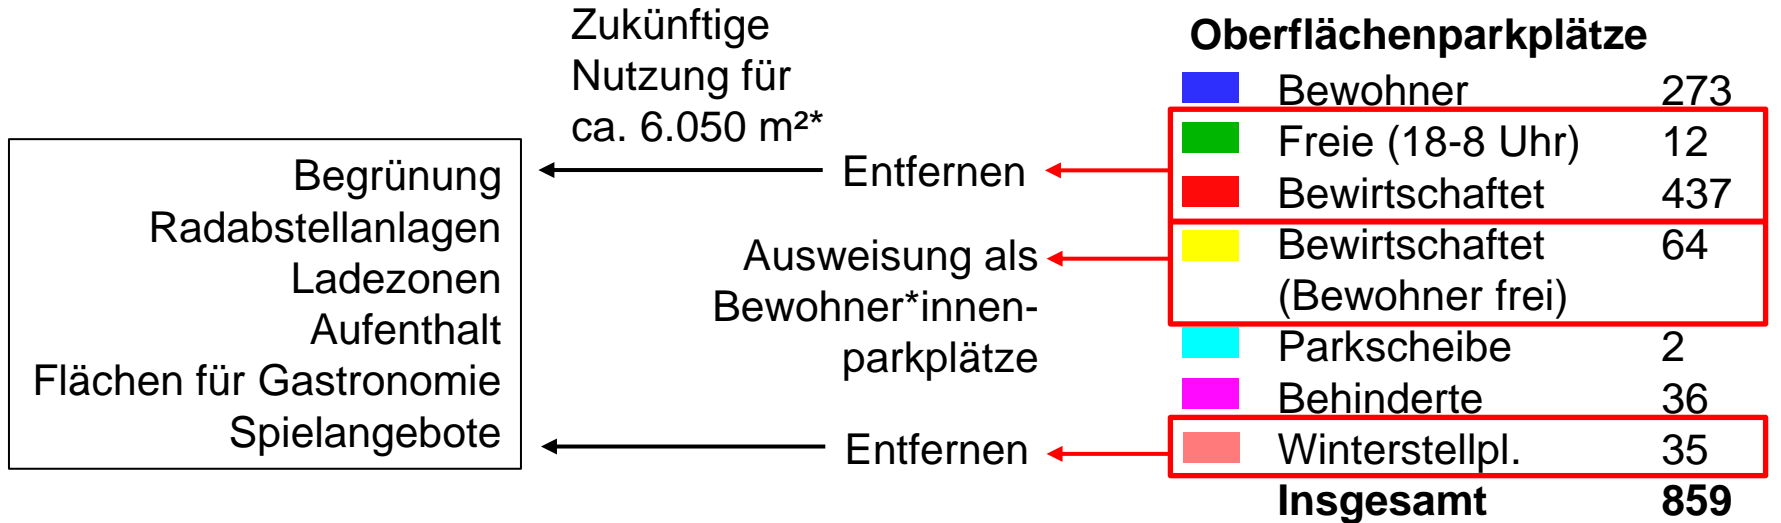 Zukünftige
Nutzung für
ca. 6.050 m²*
Begrünung
Radabstellanlagen
Ladezonen
Aufenthalt
Flächen für Gastronomie
Spielangebote
Entfernen
Ausweisung als
Bewohner*innen-
parkplätze
Entfernen
Oberflächenparkplätze
Bewohner 273
Freie (18-8 Uhr) 12
Bewirtschaftet 437
Bewirtschaftet 64
(Bewohner frei)
Parkscheibe 2
Behinderte 36
Winterstellpl. 35
Insgesamt 859